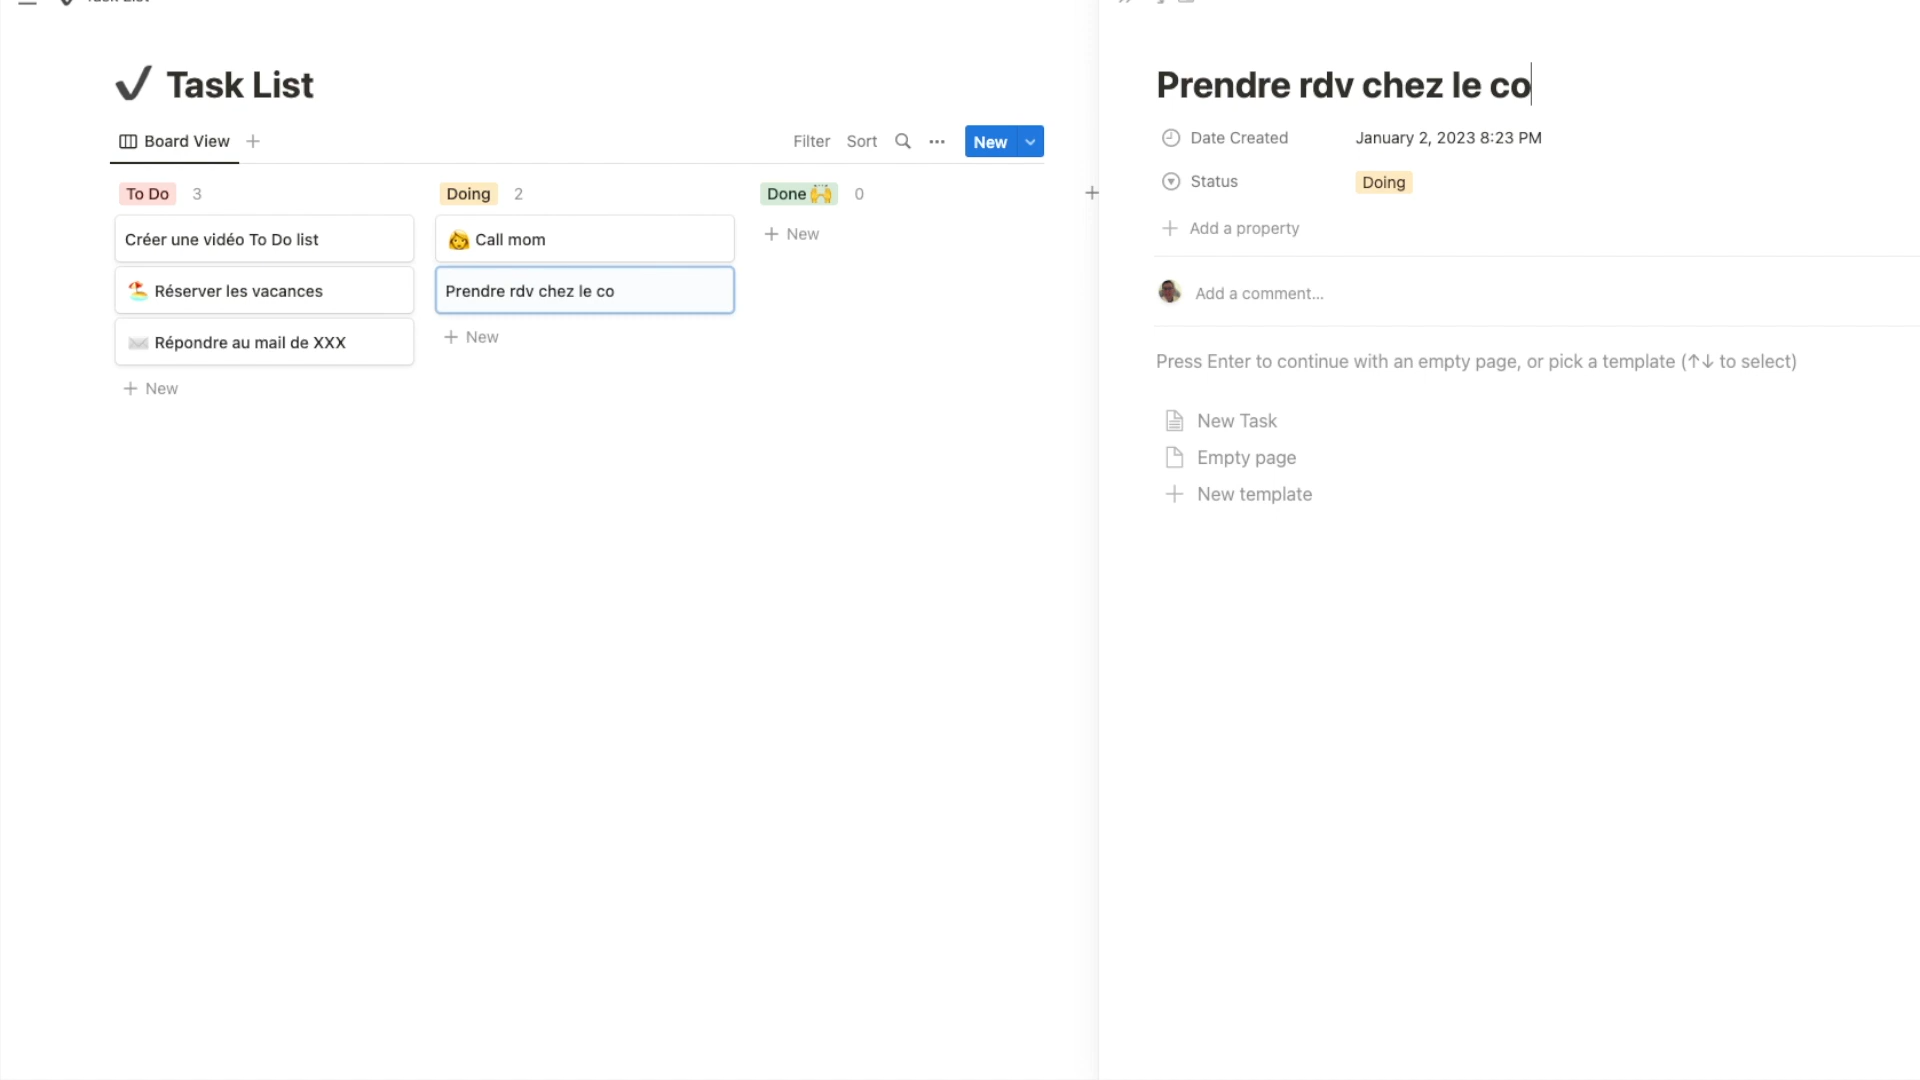 Task List
Task List
Board View
Filter Sort ... New
To Do 3
Créer une vidéo To Do list
Réserver les vacances
Répondre au mail de XXX
+ New
Doing 2
Call mom
Prendre rdv chez le co
+ New
Done 0
+ New
Prendre rdv chez le co
Date Created January 2, 2023 8:23 PM
Status Doing
+ Add a property
Add a comment...
Press Enter to continue with an empty page, or pick a template (↑↓ to select)
New Task
Empty page
+ New template